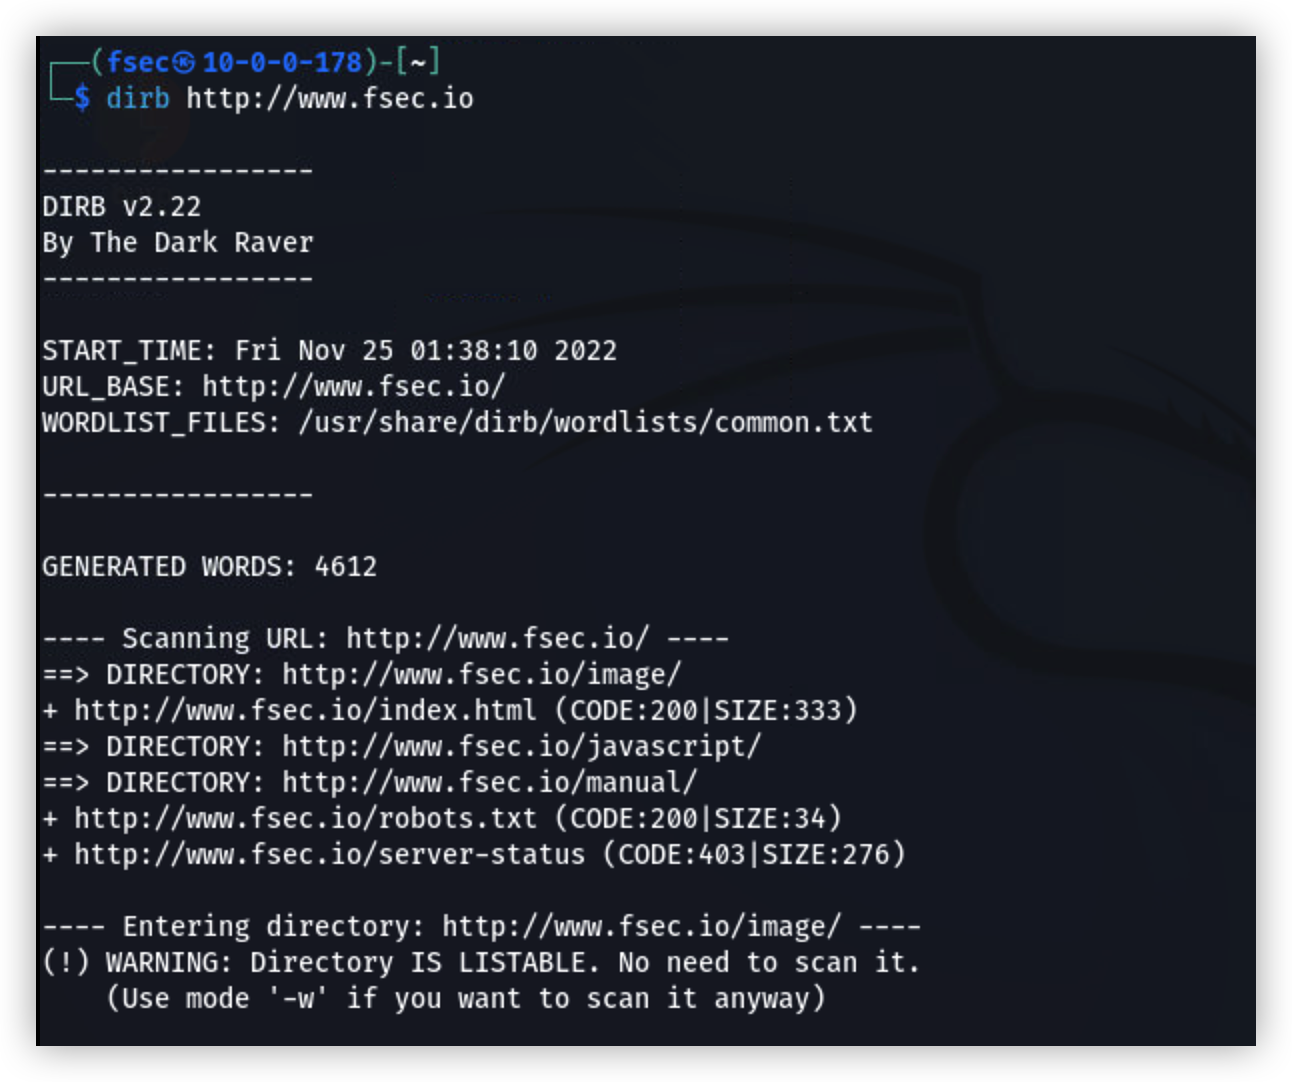 ┌──(fsec㉿10-0-0-178)-[~]
└─$ dirb http://www.fsec.io
-----------------
DIRB v2.22
By The Dark Raver
-----------------
START_TIME: Fri Nov 25 01:38:10 2022
URL_BASE: http://www.fsec.io/
WORDLIST_FILES: /usr/share/dirb/wordlists/common.txt
-----------------
GENERATED WORDS: 4612
---- Scanning URL: http://www.fsec.io/ ----
==> DIRECTORY: http://www.fsec.io/image/
+ http://www.fsec.io/index.html (CODE:200|SIZE:333)
==> DIRECTORY: http://www.fsec.io/javascript/
==> DIRECTORY: http://www.fsec.io/manual/
+ http://www.fsec.io/robots.txt (CODE:200|SIZE:34)
+ http://www.fsec.io/server-status (CODE:403|SIZE:276)
---- Entering directory: http://www.fsec.io/image/ ----
(!) WARNING: Directory IS LISTABLE. No need to scan it.
    (Use mode '-w' if you want to scan it anyway)